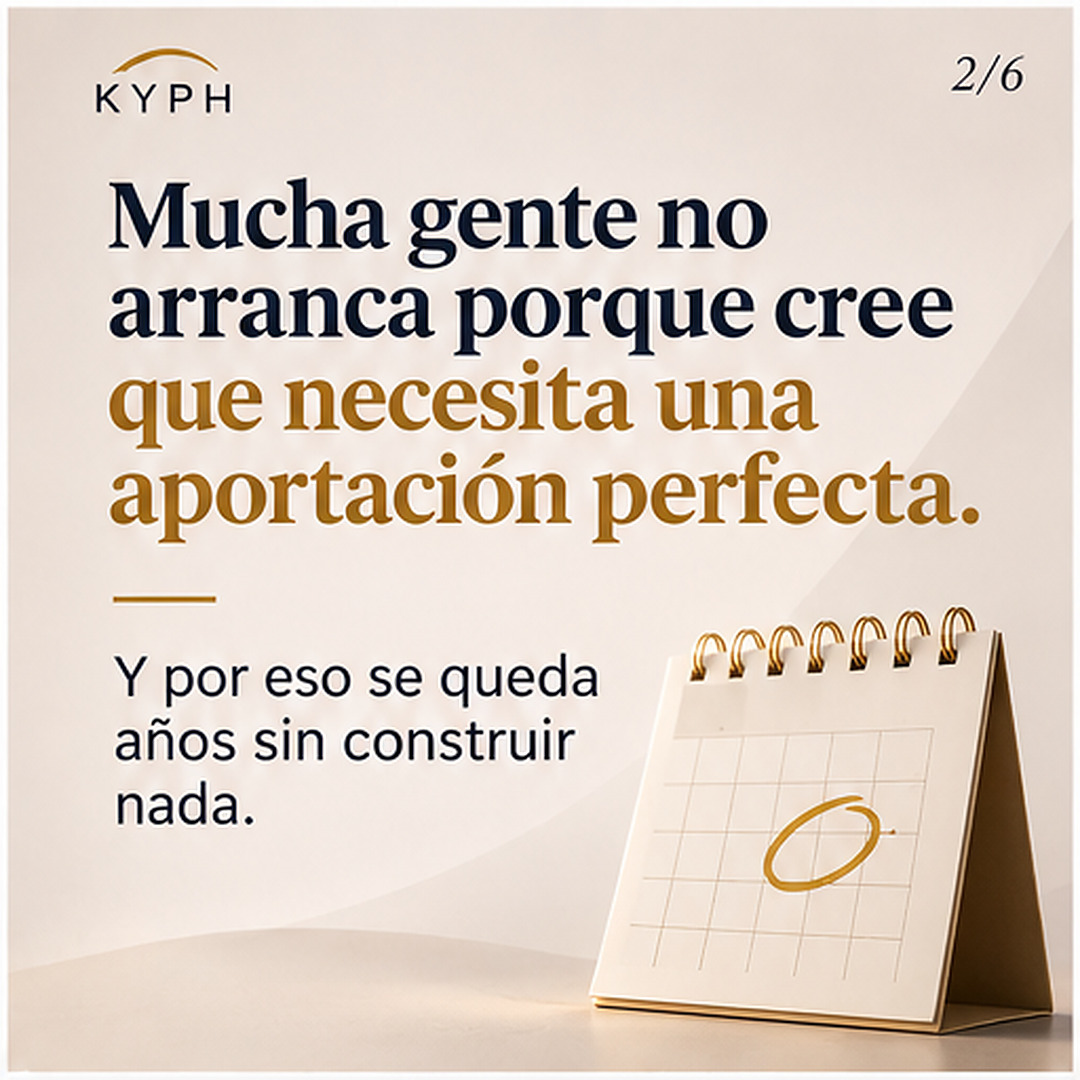 KYPH
2/6
Mucha gente no
arranca porque cree
que necesita una
aportación perfecta.
Y por eso se queda
años sin construir
nada.